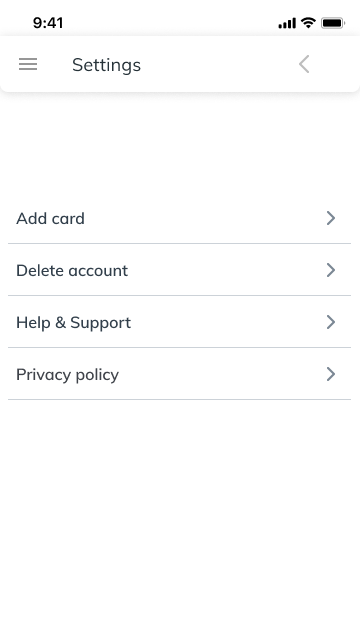 9:41
Settings
Add card
Delete account
Help & Support
Privacy policy